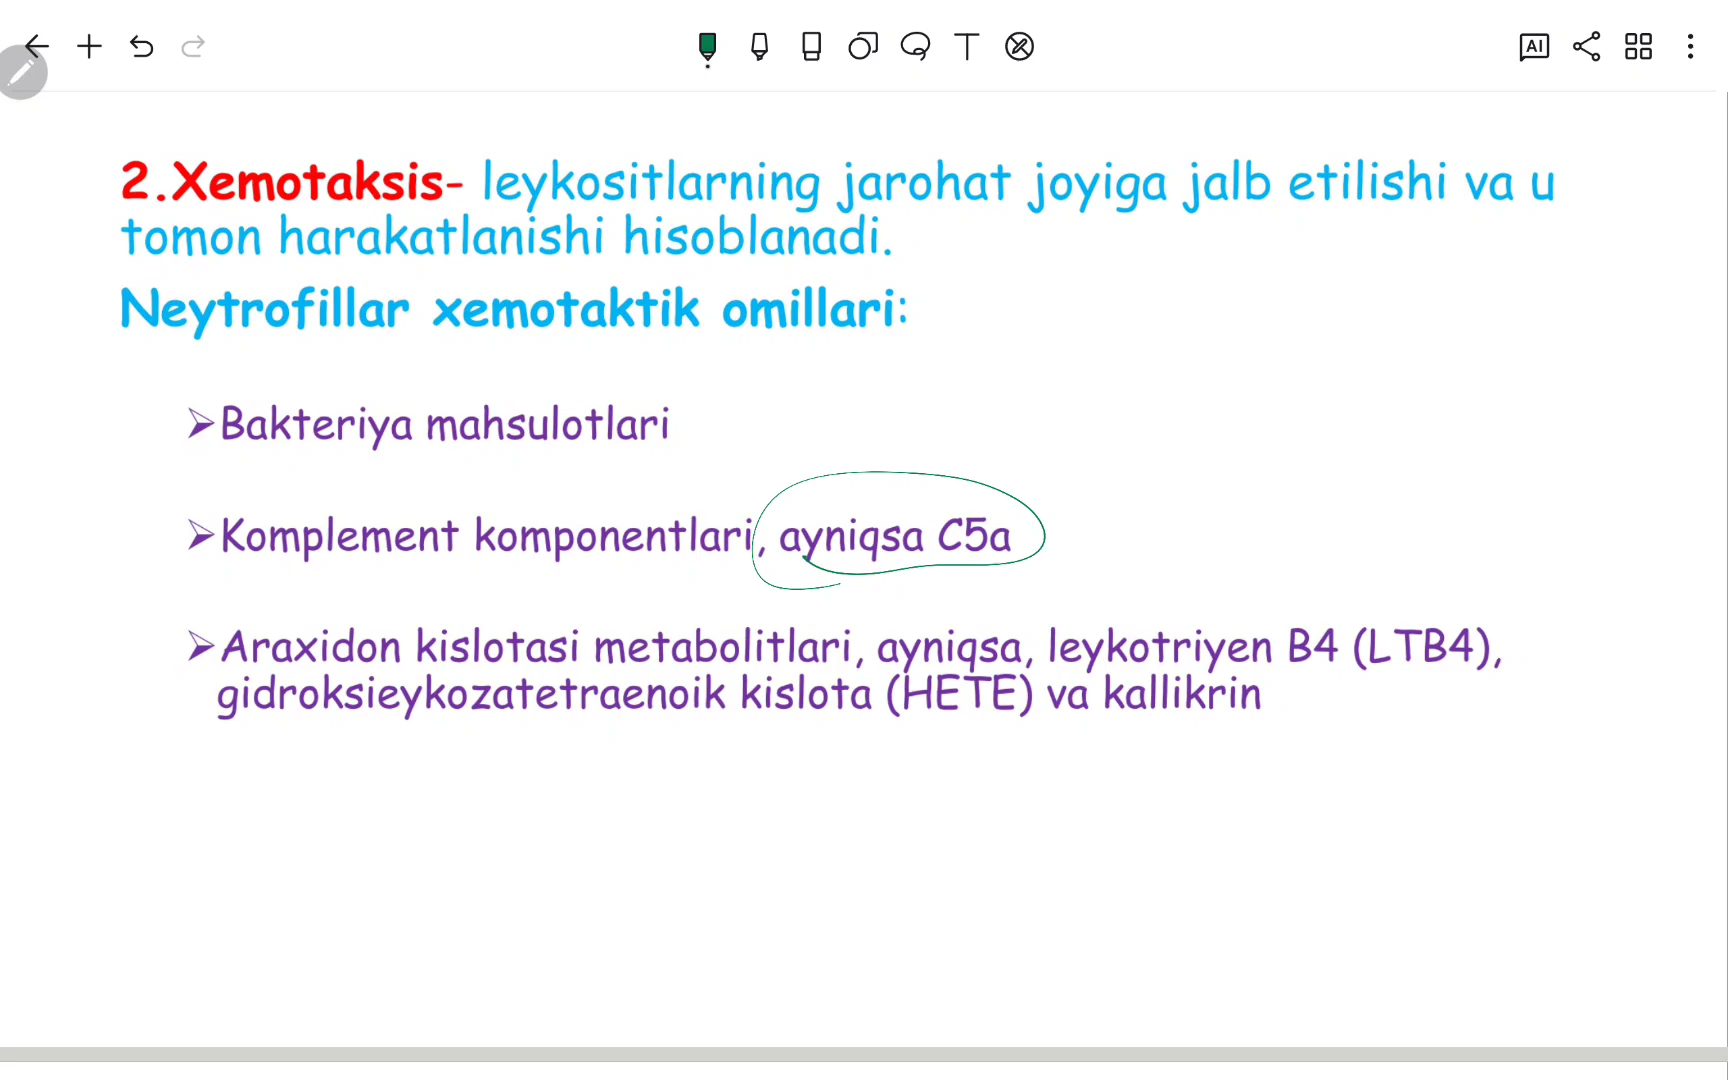 AI
2.Xemotaksis- leykositlarning jarohat joyiga jalb etilishi va u
tomon harakatlanishi hisoblanadi.
Neytrofillar xemotaktik omillari:
➢Bakteriya mahsulotlari
➢Komplement komponentlari, ayniqsa C5a
➢Araxidon kislotasi metabolitlari, ayniqsa, leykotriyen B4 (LTB4),
gidroksieykozatetraenoik kislota (HETE) va kallikrin